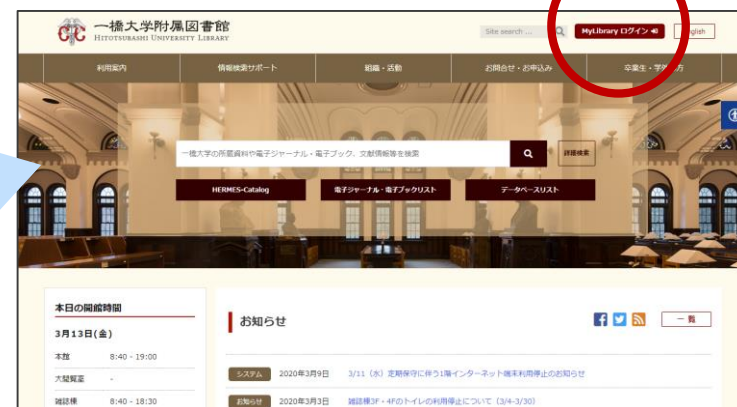 一橋大学附属図書館
HITOTSUBASHI UNIVERSITY LIBRARY
Site search ...
MyLibrary ログイン
English
利用案内
情報検索サポート
組織・活動
お問合せ・お申込み
卒業生・学外の方
一橋大学の所蔵資料や電子ジャーナル・電子ブック、文献情報等を検索
詳細検索
HERMES-Catalog
電子ジャーナル・電子ブックリスト
データベースリスト
本日の開館時間
3月13日(金)
本館 8:40 - 19:00
大閲覧室 -
雑誌棟 8:40 - 18:30
お知らせ
一覧
システム 2020年3月9日 3/11（水）定期保守に伴う1階インターネット端末利用停止のお知らせ
お知らせ 2020年3月3日 雑誌棟3F・4Fのトイレの利用停止について（3/4-3/30）